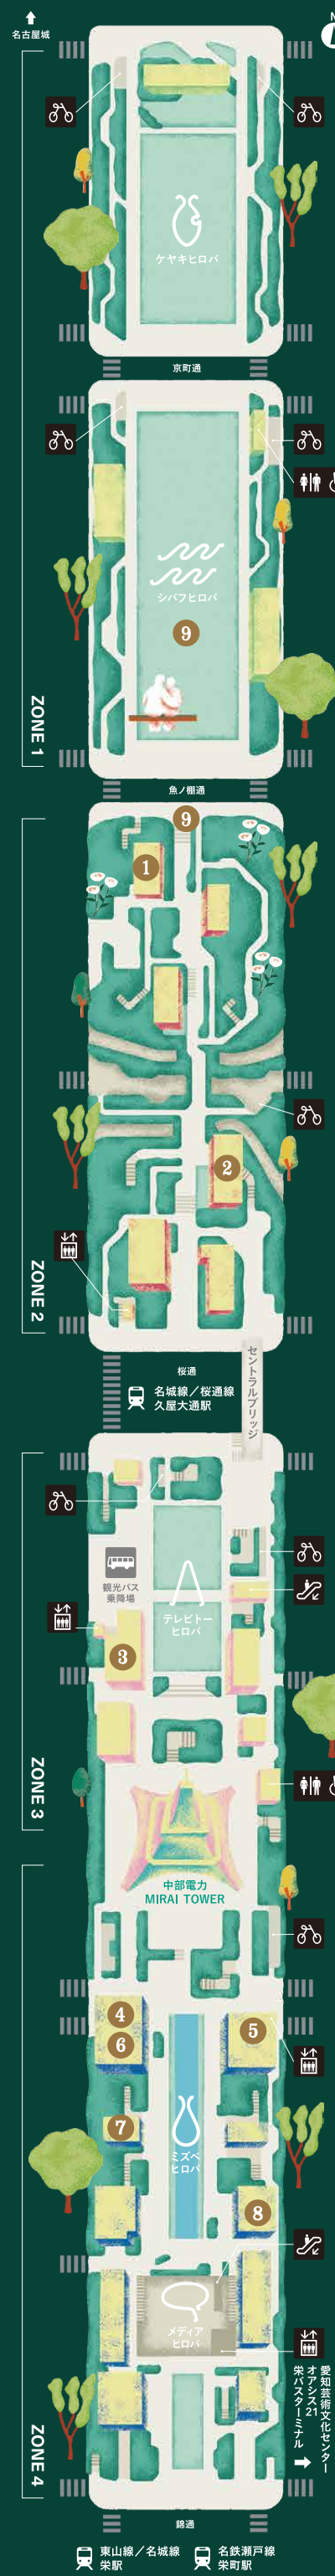 名古屋城
ケヤキヒロバ
京町通
シバフヒロバ
9
ZONE 1
魚ノ棚通
9
1
2
ZONE 2
桜通
セントラルブリッジ
名城線／桜通線
久屋大通駅
観光バス
乗降場
テレビトー
ヒロバ
3
ZONE 3
中部電力
MIRAI TOWER
4
5
6
7
ミズベ
ヒロバ
8
メディア
ヒロバ
愛知芸術文化センター
オアシス21
栄バスターミナル
ZONE 4
錦通
東山線／名城線
栄駅
名鉄瀬戸線
栄町駅